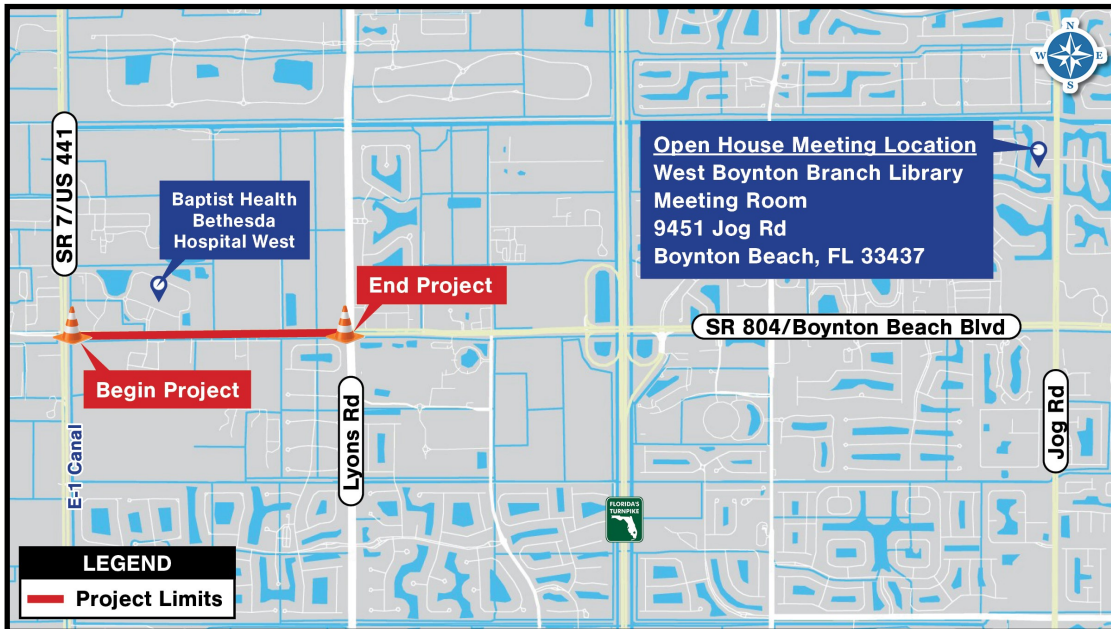 N
W E
S
SR 7/US 441
Baptist Health
Bethesda
Hospital West
Open House Meeting Location
West Boynton Branch Library
Meeting Room
9451 Jog Rd
Boynton Beach, FL 33437
End Project
SR 804/Boynton Beach Blvd
Begin Project
E-1 Canal
Lyons Rd
Jog Rd
FLORIDA'S
TURNPIKE
LEGEND
Project Limits